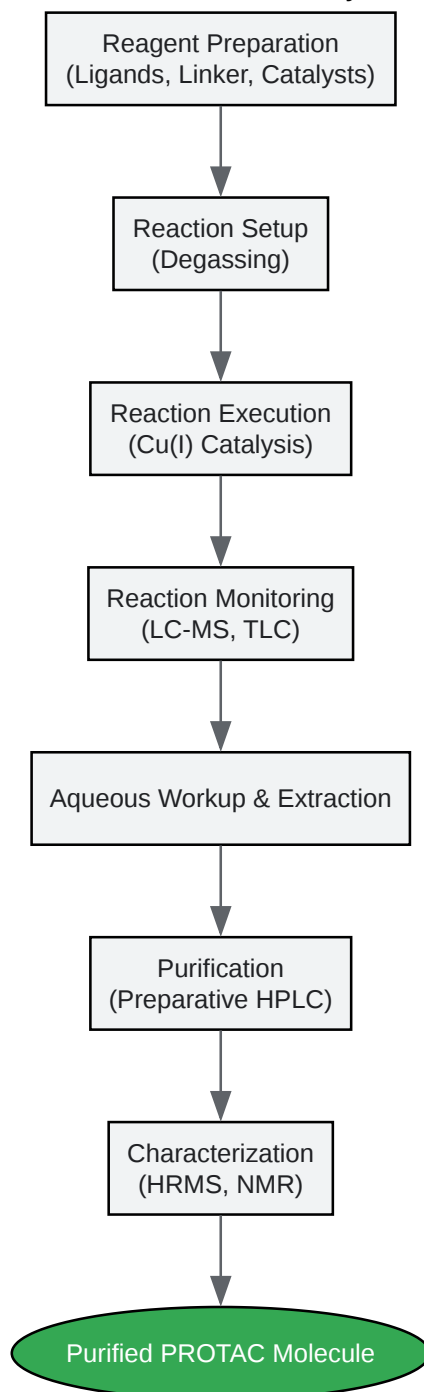 Reagent Preparation
(Ligands, Linker, Catalysts)
Reaction Setup
(Degassing)
Reaction Execution
(Cu(I) Catalysis)
Reaction Monitoring
(LC-MS, TLC)
Aqueous Workup & Extraction
Purification
(Preparative HPLC)
Characterization
(HRMS, NMR)
Purified PROTAC Molecule